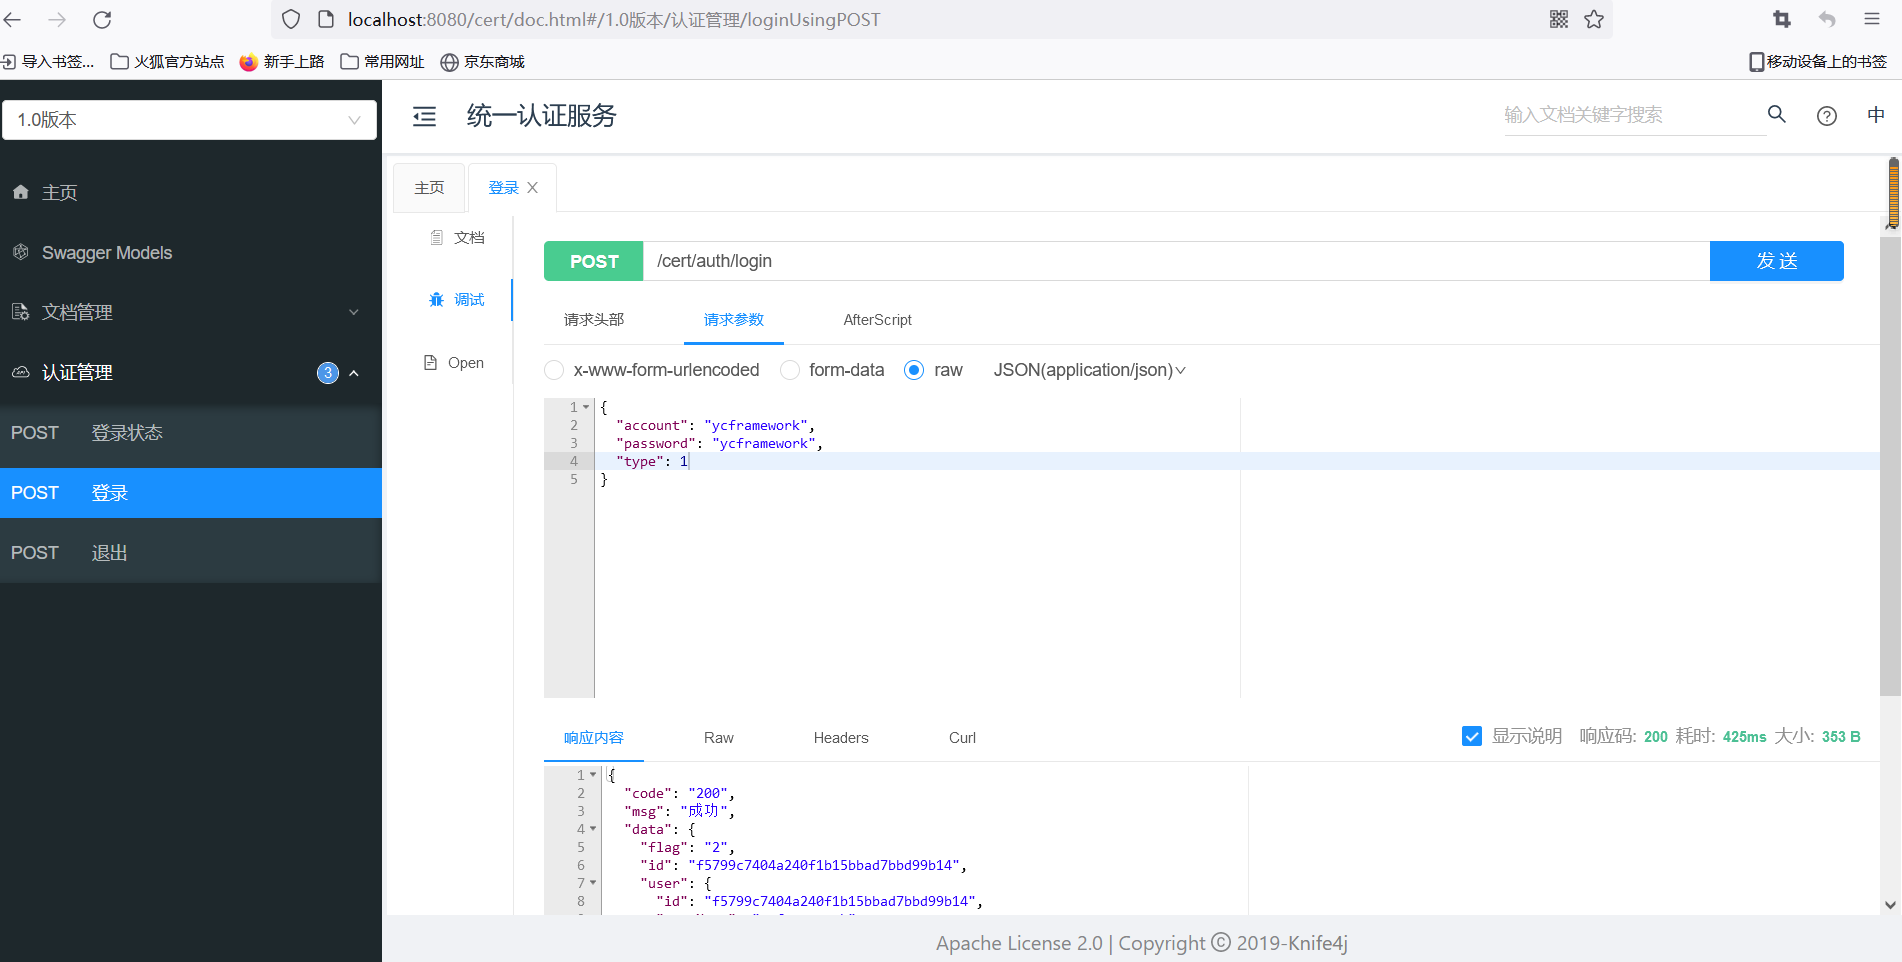 localhost:8080/cert/doc.html#/1.0版本/认证管理/loginUsingPOST
导入书签... 火狐官方站点 新手上路 常用网址 京东商城 移动设备上的书签
1.0版本
统一认证服务
输入文档关键字搜索
中
主页
Swagger Models
文档管理
认证管理 3
POST 登录状态
POST 登录
POST 退出
主页 登录
文档
调试
Open
POST /cert/auth/login 发 送
请求头部 请求参数 AfterScript
x-www-form-urlencoded form-data raw JSON(application/json)
1 {
2 "account": "ycframework",
3 "password": "ycframework",
4 "type": 1
5 }
响应内容 Raw Headers Curl 显示说明 响应码: 200 耗时: 425ms 大小: 353 B
1 {
2 "code": "200",
3 "msg": "成功",
4 "data": {
5 "flag": "2",
6 "id": "f5799c7404a240f1b15bbad7bbd99b14",
7 "user": {
8 "id": "f5799c7404a240f1b15bbad7bbd99b14",
Apache License 2.0 | Copyright © 2019-Knife4j